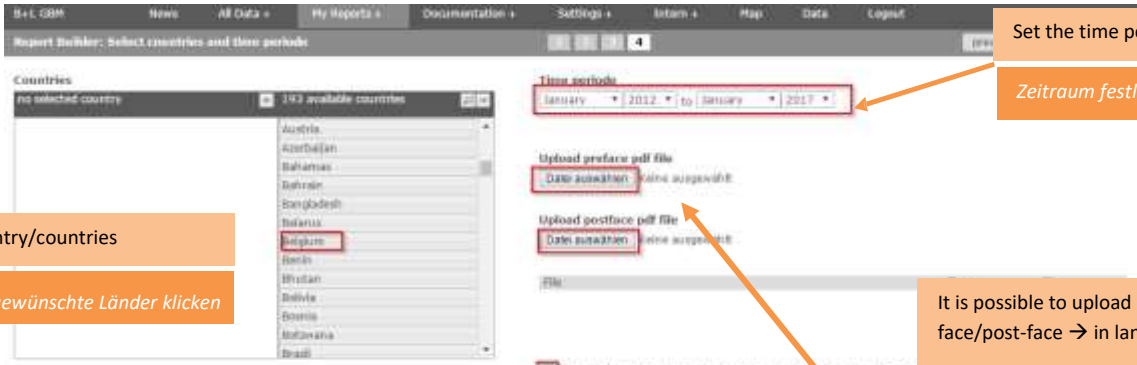 B+L GBM News All Data + My Reports + Documentation + Settings + Intern + Map Data Logout
Report Builder: Select countries and time periode 4
Set the time pe
Zeitraum festl
Countries
no selected country 193 available countries
Austria
Azerbaijan
Bahamas
Bahrain
Bangladesh
Belarus
Belgium
Benin
Bhutan
Bolivia
Bosnia
Botswana
Brasil
ntry/countries
ewünschte Länder klicken
Time periode
January 2012 to January 2017
Upload preface pdf file
Datei auswählen Keine ausgewählt
Upload postface pdf file
Datei auswählen Keine ausgewählt
File
It is possible to upload
face/post-face → in lan